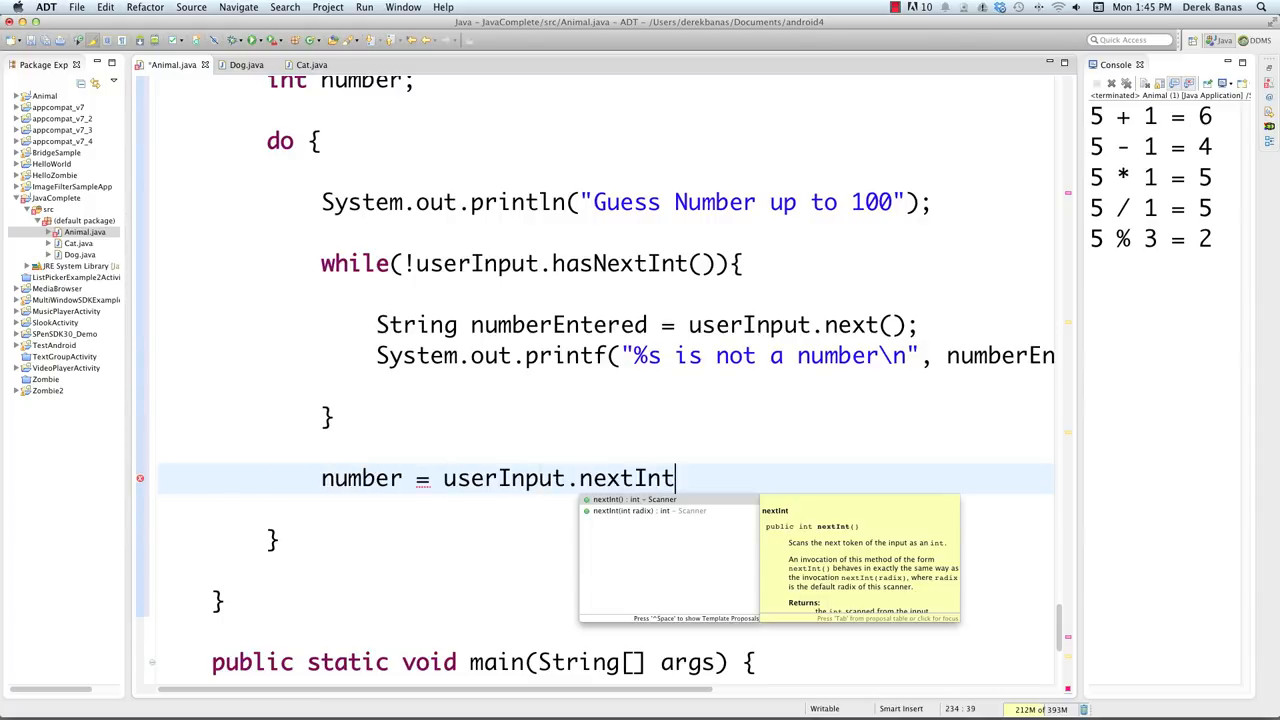 ADT File Edit Refactor Source Navigate Search Project Run Window Help
10 Mon 1:45 PM Derek Banas
Java – JavaComplete/src/Animal.java – ADT – /Users/derekbanas/Documents/android4
Quick Access Java DDMS
Package Exp
*Animal.java Dog.java Cat.java
Console
<terminated> Animal (1) [Java Application] /S
Animal
appcompat_v7
appcompat_v7_2
appcompat_v7_3
appcompat_v7_4
BridgeSample
HelloWorld
HelloZombie
ImageFilterSampleApp
JavaComplete
src
(default package)
Animal.java
Cat.java
Dog.java
JRE System Library [Ju
ListPickerExample2Activi
MediaBrowser
MultiWindowSDKExample
MusicPlayerActivity
SlookActivity
SPenSDK30_Demo
TestAndroid
TextGroupActivity
VideoPlayerActivity
Zombie
Zombie2
int number;
do {
System.out.println("Guess Number up to 100");
while(!userInput.hasNextInt()){
String numberEntered = userInput.next();
System.out.printf("%s is not a number\n", numberEn
}
number = userInput.nextInt
}
}
public static void main(String[] args) {
nextInt() : int – Scanner
nextInt(int radix) : int – Scanner
Press '^Space' to show Template Proposals
nextInt
public int nextInt()
Scans the next token of the input as an int.
An invocation of this method of the form
nextInt() behaves in exactly the same way as
the invocation nextInt(radix), where radix
is the default radix of this scanner.
Returns:
the int scanned from the input
Press 'Tab' from proposal table or click for focus
5 + 1 = 6
5 - 1 = 4
5 * 1 = 5
5 / 1 = 5
5 % 3 = 2
Writable Smart Insert 234 : 39 212M of 393M